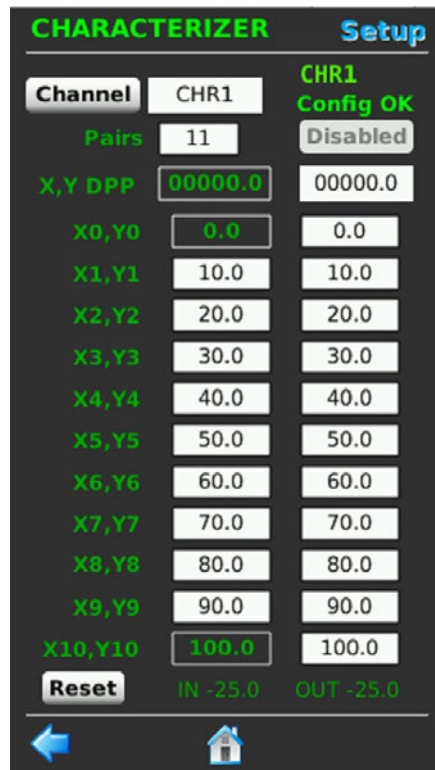 CHARACTERIZER Setup
CHR1
Channel CHR1 Config OK
Pairs 11 Disabled
X,Y DPP 00000.0 00000.0
X0,Y0 0.0 0.0
X1,Y1 10.0 10.0
X2,Y2 20.0 20.0
X3,Y3 30.0 30.0
X4,Y4 40.0 40.0
X5,Y5 50.0 50.0
X6,Y6 60.0 60.0
X7,Y7 70.0 70.0
X8,Y8 80.0 80.0
X9,Y9 90.0 90.0
X10,Y10 100.0 100.0
Reset IN -25.0 OUT -25.0